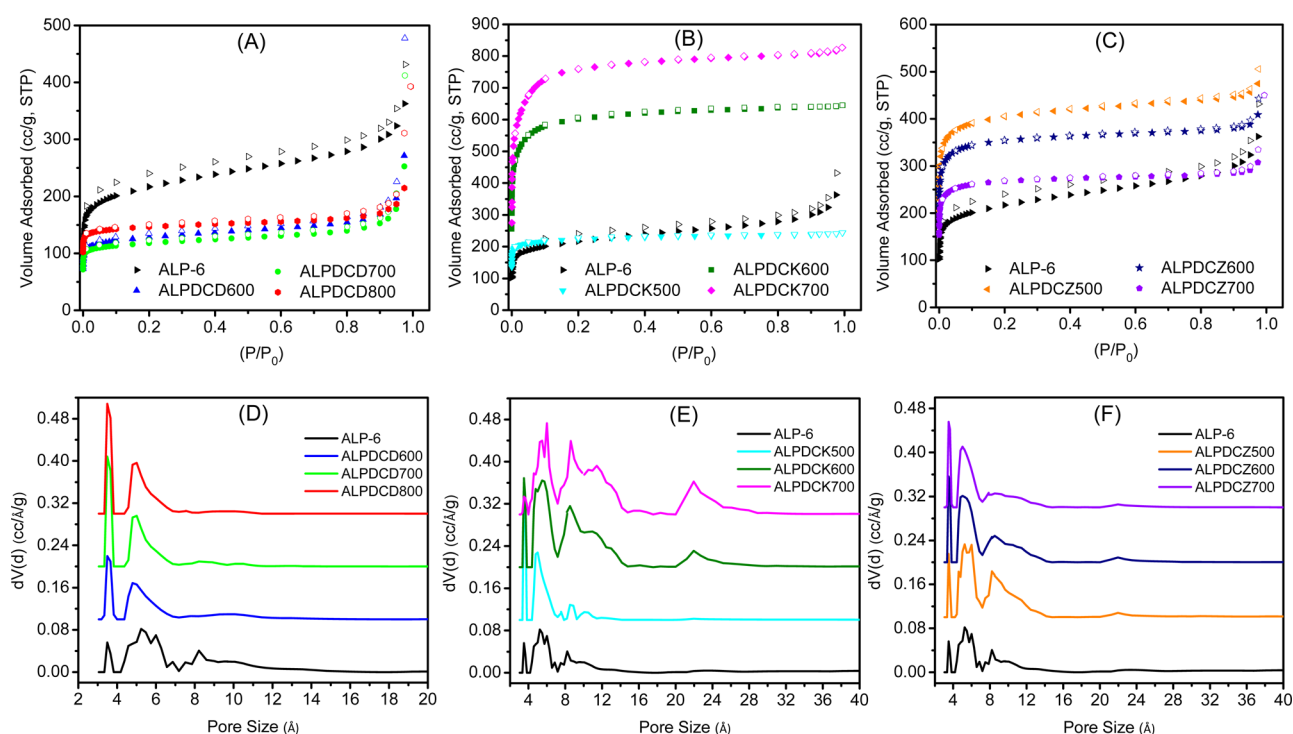 (A)
Volume Adsorbed (cc/g, STP)
500
400
300
200
100
0
ALP-6
ALPDCD600
ALPDCD700
ALPDCD800
0.0 0.2 0.4 0.6 0.8 1.0
(P/P0)
(B)
Volume Adsorbed (cc/g, STP)
900
800
700
600
500
400
300
200
100
0
ALP-6
ALPDCK500
ALPDCK600
ALPDCK700
0.0 0.2 0.4 0.6 0.8 1.0
(P/P0)
(C)
Volume Adsorbed (cc/g, STP)
600
500
400
300
200
100
0
ALP-6
ALPDCZ500
ALPDCZ600
ALPDCZ700
0.0 0.2 0.4 0.6 0.8 1.0
(P/P0)
(D)
dV(d) (cc/Å/g)
0.48
0.40
0.32
0.24
0.16
0.08
0.00
ALP-6
ALPDCD600
ALPDCD700
ALPDCD800
2 4 6 8 10 12 14 16 18 20
Pore Size (Å)
(E)
dV(d) (cc/Å/g)
0.48
0.40
0.32
0.24
0.16
0.08
0.00
ALP-6
ALPDCK500
ALPDCK600
ALPDCK700
4 8 12 16 20 24 28 32 36 40
Pore Size (Å)
(F)
dV(d) (cc/Å/g)
0.48
0.40
0.32
0.24
0.16
0.08
0.00
ALP-6
ALPDCZ500
ALPDCZ600
ALPDCZ700
4 8 12 16 20 24 28 32 36 40
Pore Size (Å)